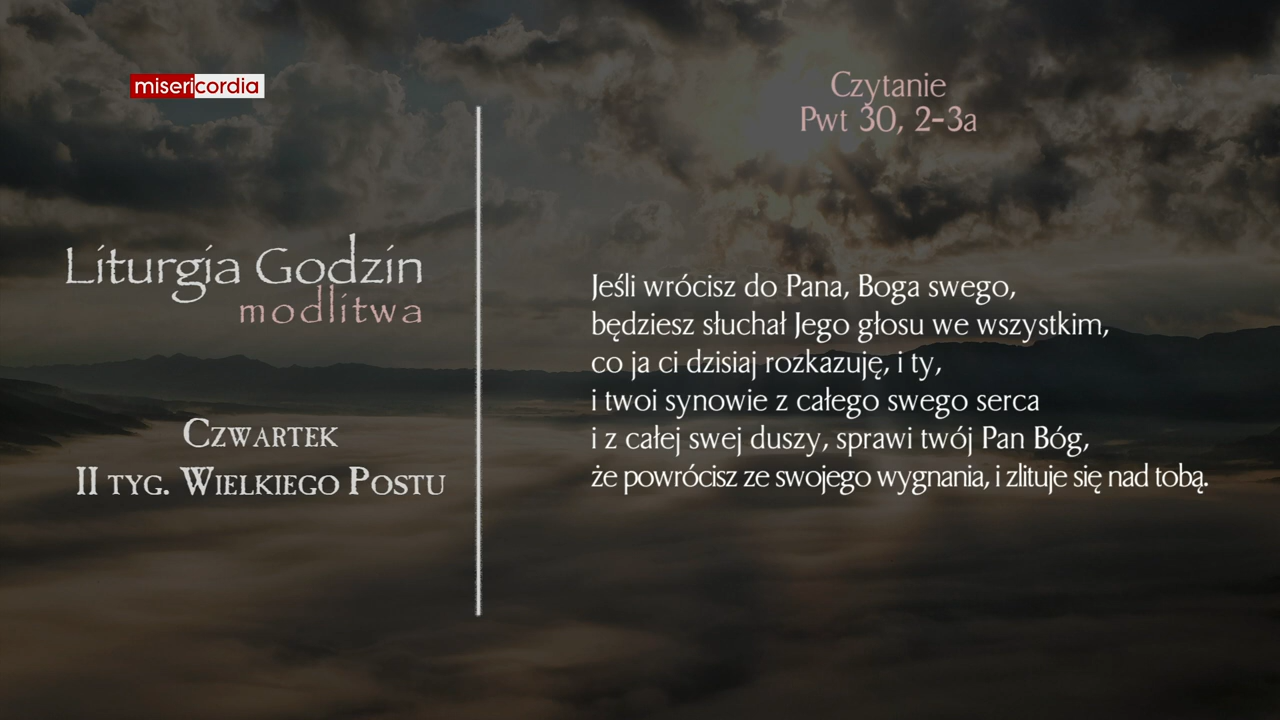 misericordia
Liturgia Godzin
modlitwa
Czwartek
II tyg. Wielkiego Postu
Czytanie
Pwt 30, 2-3a
Jeśli wrócisz do Pana, Boga swego,
będziesz słuchał Jego głosu we wszystkim,
co ja ci dzisiaj rozkazuję, i ty,
i twoi synowie z całego swego serca
i z całej swej duszy, sprawi twój Pan Bóg,
że powrócisz ze swojego wygnania, i zlituje się nad tobą.